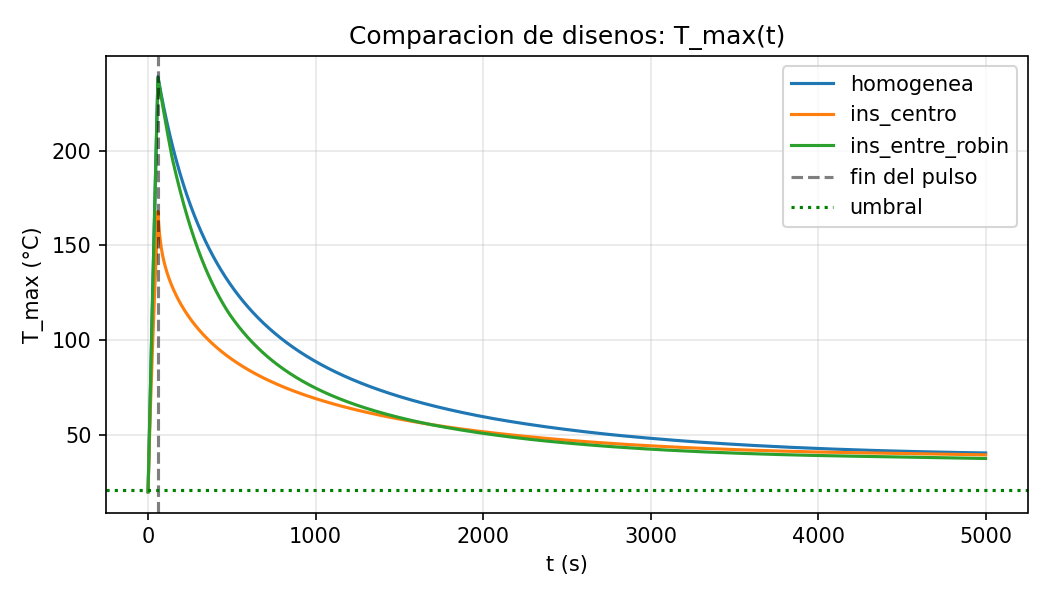 Comparacion de disenos: T_max(t)
homogenea
ins_centro
ins_entre_robin
fin del pulso
umbral
T_max (°C)
200
150
100
50
0
1000
2000
3000
4000
5000
t (s)